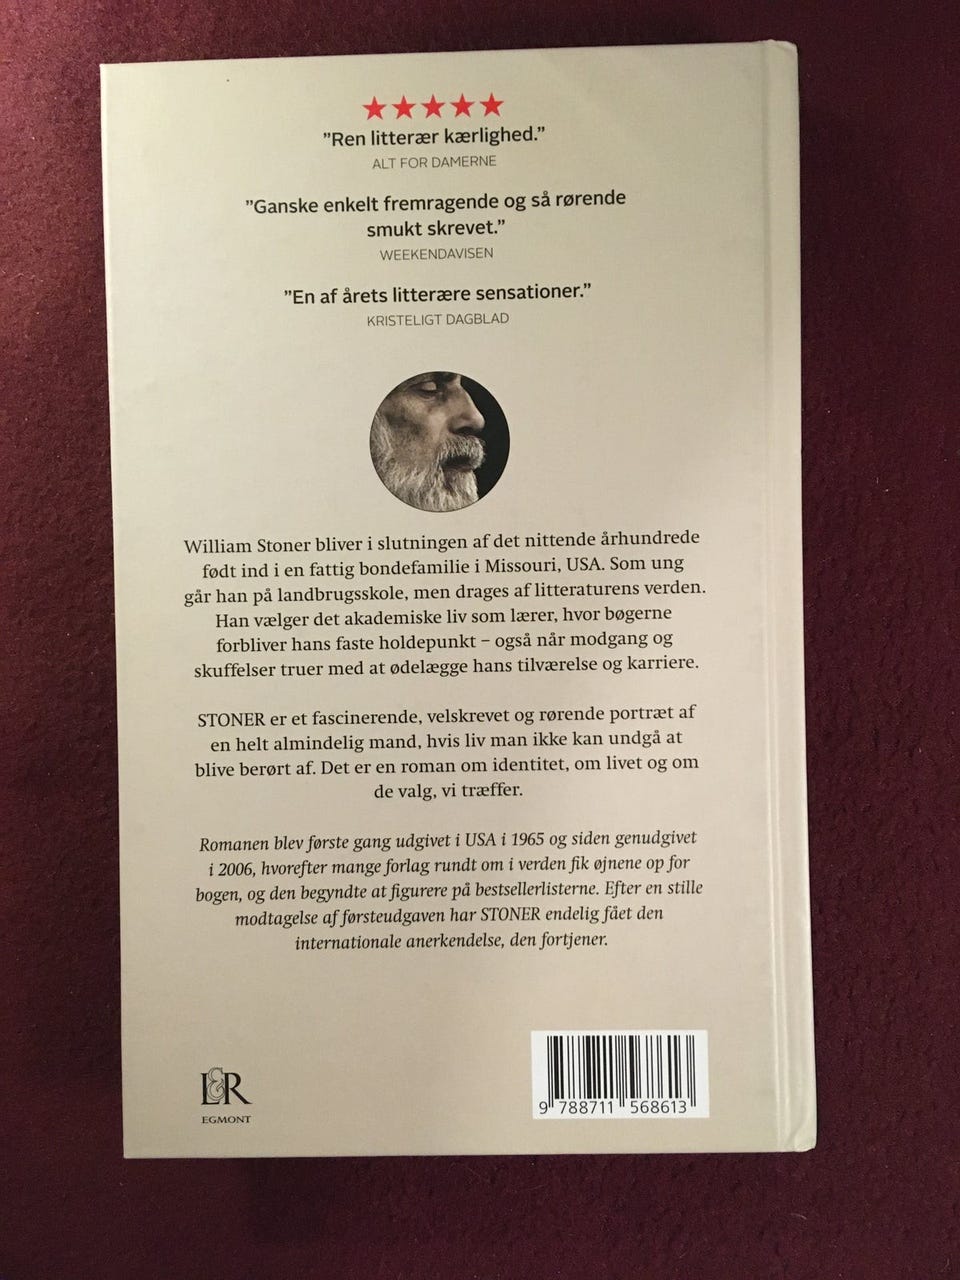 ”Ren litterær kærlighed.”
ALT FOR DAMERNE
”Ganske enkelt fremragende og så rørende
smukt skrevet.”
WEEKENDAVISEN
”En af årets litterære sensationer.”
KRISTELIGT DAGBLAD
William Stoner bliver i slutningen af det nittende århundrede
født ind i en fattig bondefamilie i Missouri, USA. Som ung
går han på landbrugsskole, men drages af litteraturens verden.
Han vælger det akademiske liv som lærer, hvor bøgerne
forbliver hans faste holdepunkt – også når modgang og
skuffelser truer med at ødelægge hans tilværelse og karriere.
STONER er et fascinerende, velskrevet og rørende portræt af
en helt almindelig mand, hvis liv man ikke kan undgå at
blive berørt af. Det er en roman om identitet, om livet og om
de valg, vi træffer.
Romanen blev første gang udgivet i USA i 1965 og siden genudgivet
i 2006, hvorefter mange forlag rundt om i verden fik øjnene op for
bogen, og den begyndte at figurere på bestsellerlisterne. Efter en stille
modtagelse af førsteudgaven har STONER endelig fået den
internationale anerkendelse, den fortjener.
L&R
EGMONT
9 788711 568613